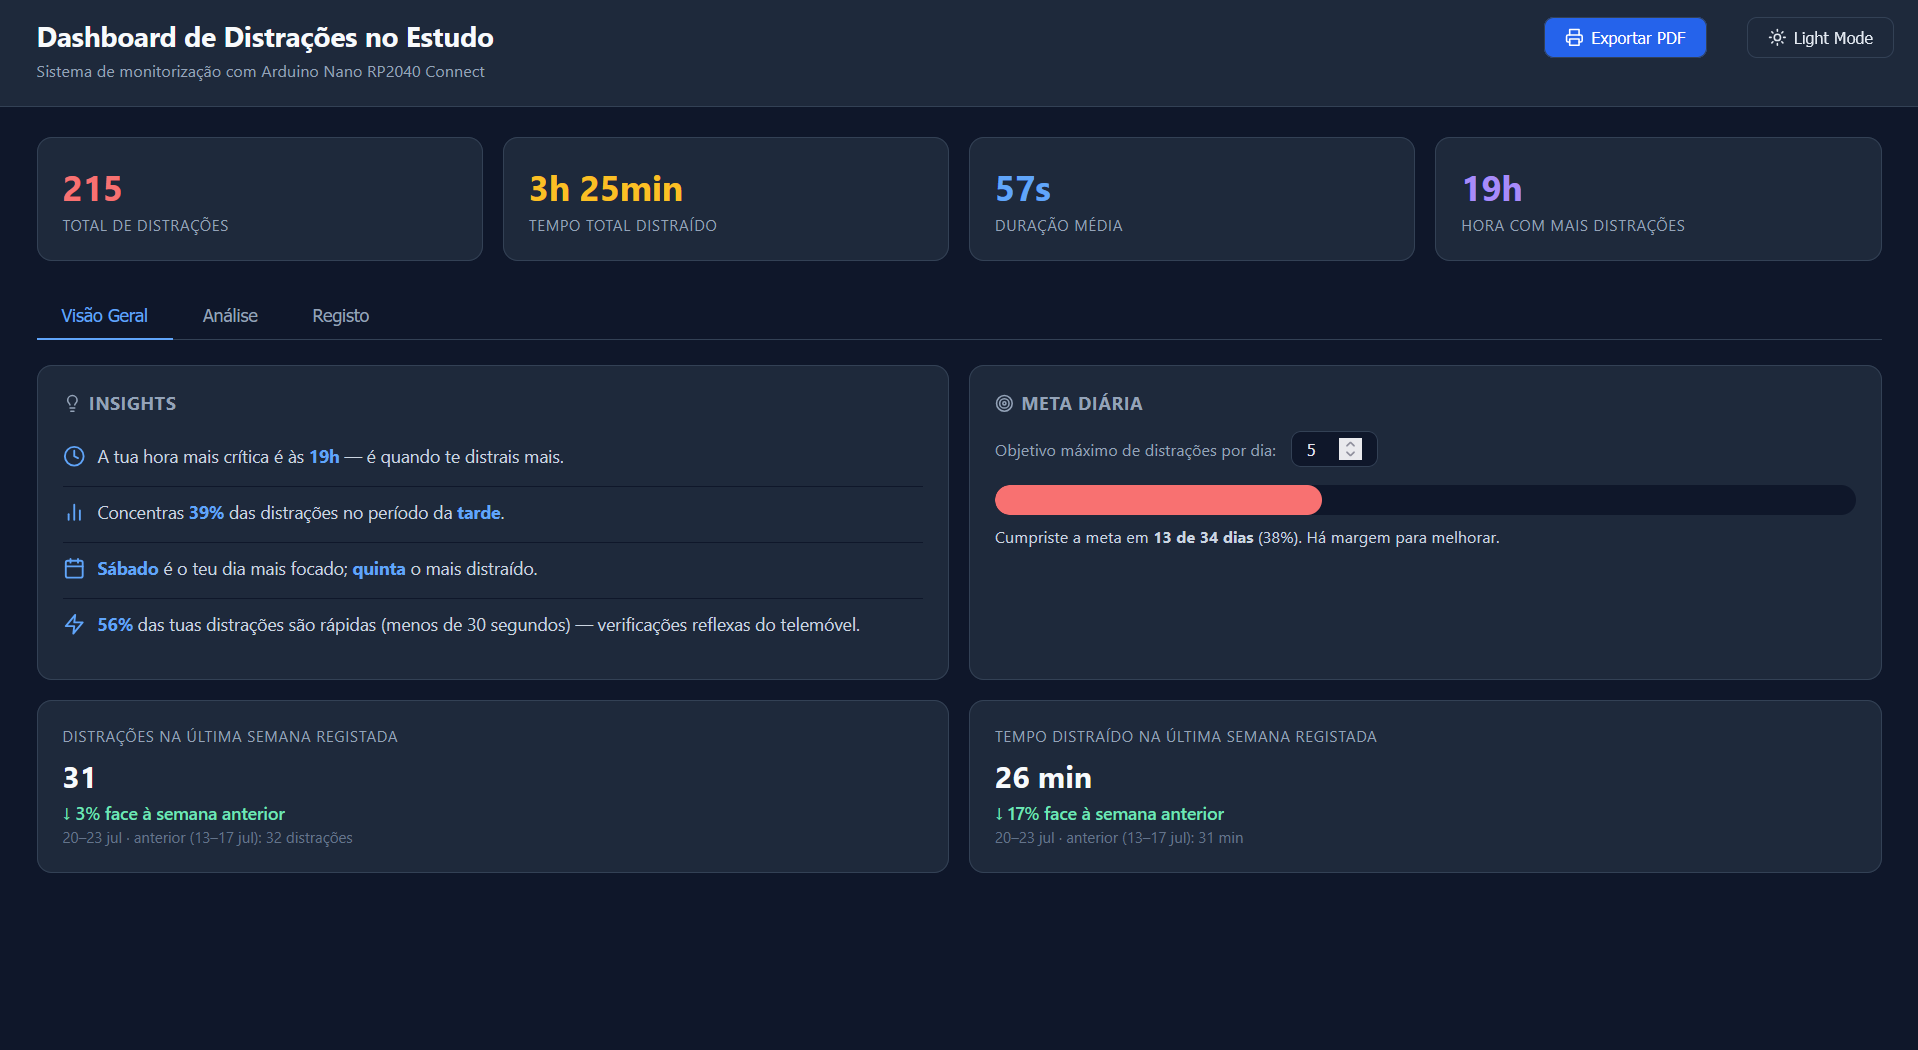 Dashboard de Distrações no Estudo
Sistema de monitorização com Arduino Nano RP2040 Connect
Exportar PDF
Light Mode
215
TOTAL DE DISTRAÇÕES
3h 25min
TEMPO TOTAL DISTRAÍDO
57s
DURAÇÃO MÉDIA
19h
HORA COM MAIS DISTRAÇÕES
Visão Geral
Análise
Registo
INSIGHTS
A tua hora mais crítica é às 19h — é quando te distrais mais.
Concentras 39% das distrações no período da tarde.
Sábado é o teu dia mais focado; quinta o mais distraído.
56% das tuas distrações são rápidas (menos de 30 segundos) — verificações reflexas do telemóvel.
META DIÁRIA
Objetivo máximo de distrações por dia: 5
Cumpriste a meta em 13 de 34 dias (38%). Há margem para melhorar.
DISTRAÇÕES NA ÚLTIMA SEMANA REGISTADA
31
↓ 3% face à semana anterior
20–23 jul · anterior (13–17 jul): 32 distrações
TEMPO DISTRAÍDO NA ÚLTIMA SEMANA REGISTADA
26 min
↓ 17% face à semana anterior
20–23 jul · anterior (13–17 jul): 31 min